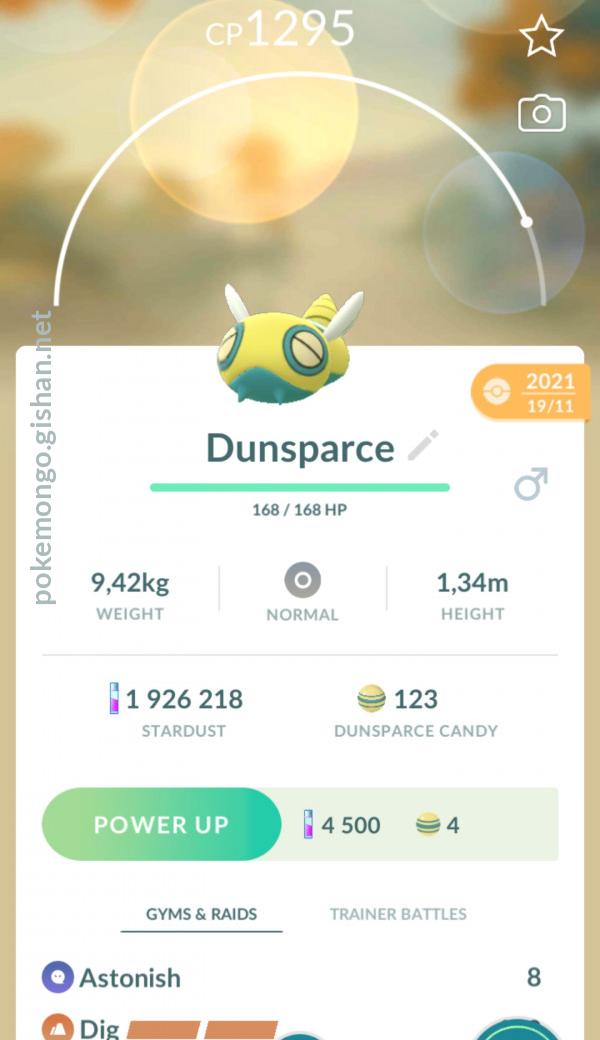 CP1295
2021
19/11
Dunsparce
168 / 168 HP
9,42kg
WEIGHT
NORMAL
1,34m
HEIGHT
1 926 218
STARDUST
123
DUNSPARCE CANDY
POWER UP
4 500
4
GYMS & RAIDS
TRAINER BATTLES
Astonish
8
Dig
pokemongo.gishan.net